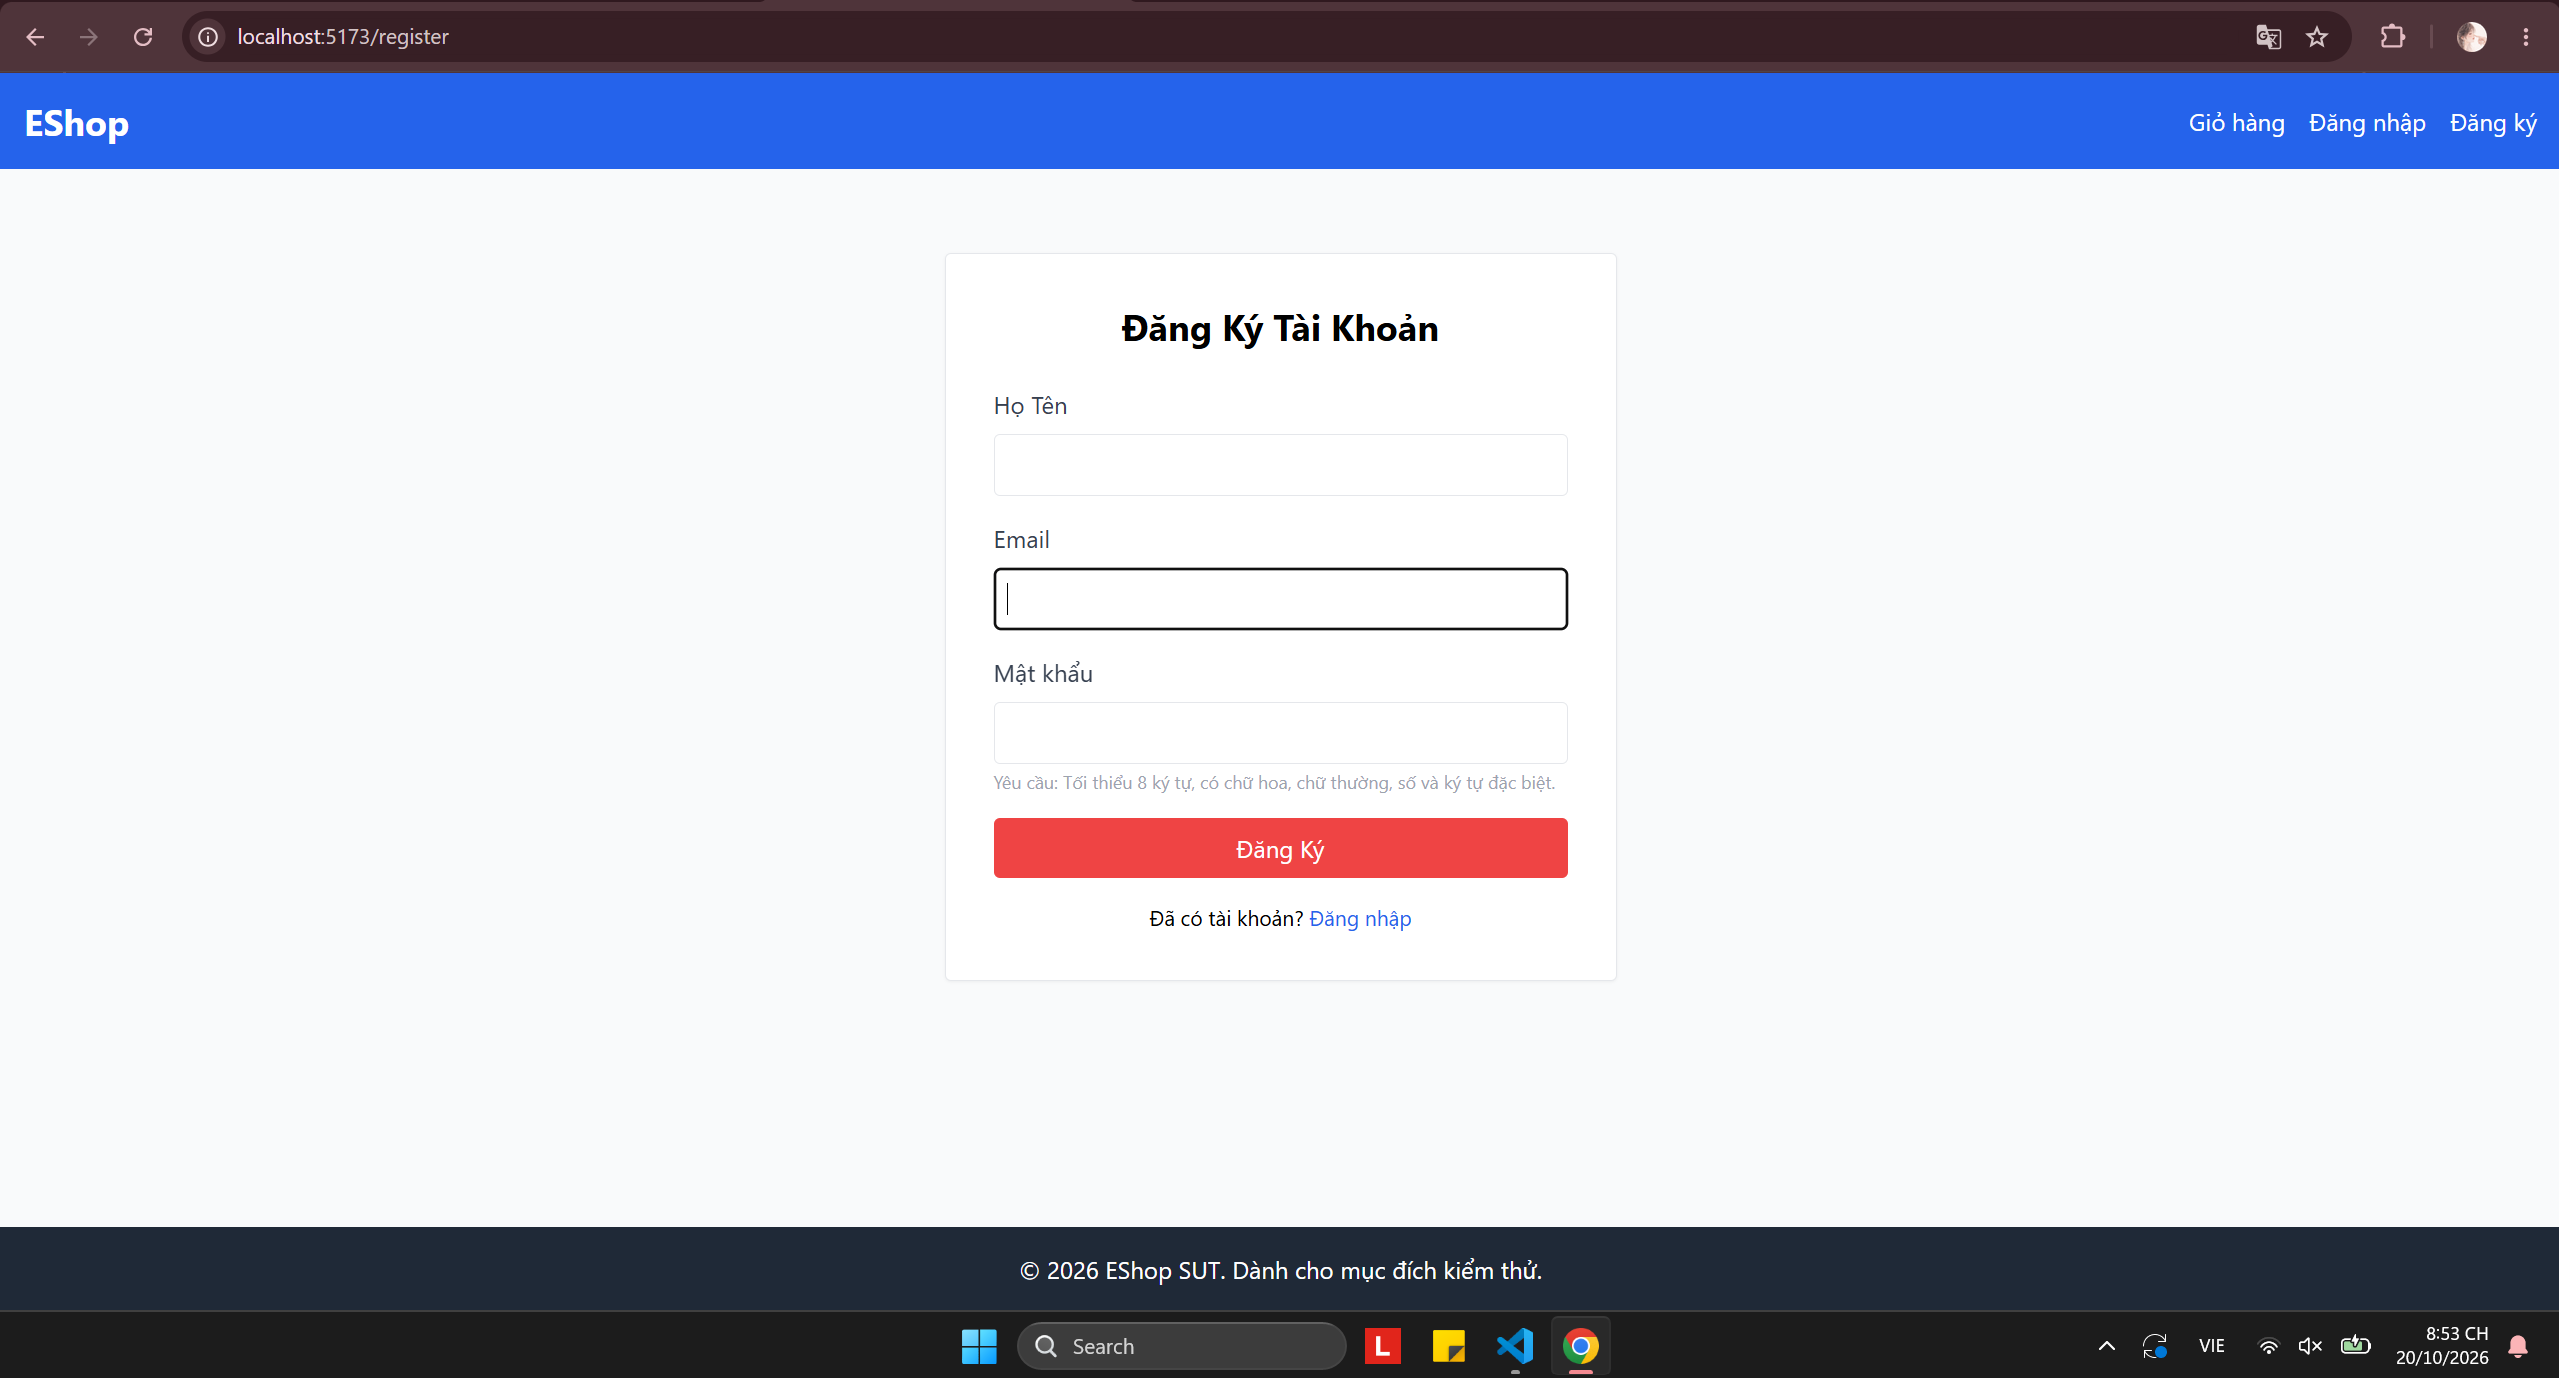 localhost:5173/register
EShop
Giỏ hàng Đăng nhập Đăng ký
Đăng Ký Tài Khoản
Họ Tên
Email
Mật khẩu
Yêu cầu: Tối thiểu 8 ký tự, có chữ hoa, chữ thường, số và ký tự đặc biệt.
Đăng Ký
Đã có tài khoản? Đăng nhập
© 2026 EShop SUT. Dành cho mục đích kiểm thử.
Search
L
VIE
8:53 CH
20/10/2026